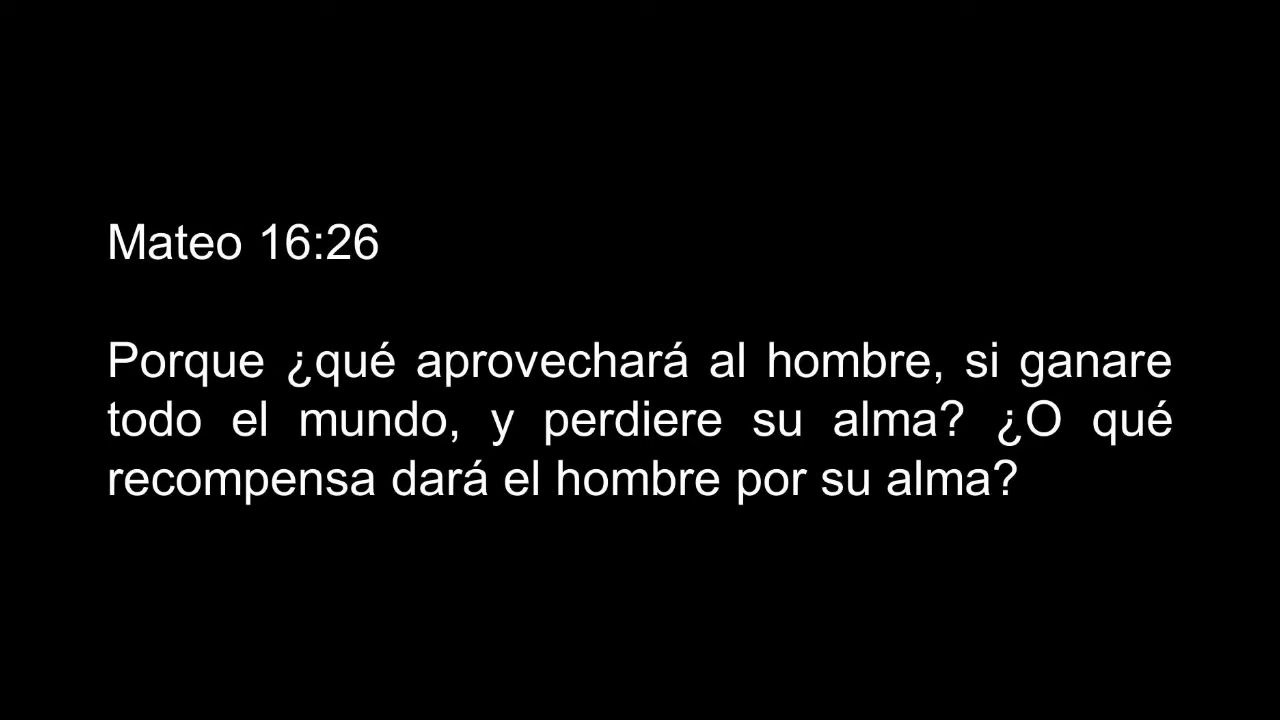 Mateo 16:26
Porque ¿qué aprovechará al hombre, si ganare
todo el mundo, y perdiere su alma? ¿O qué
recompensa dará el hombre por su alma?